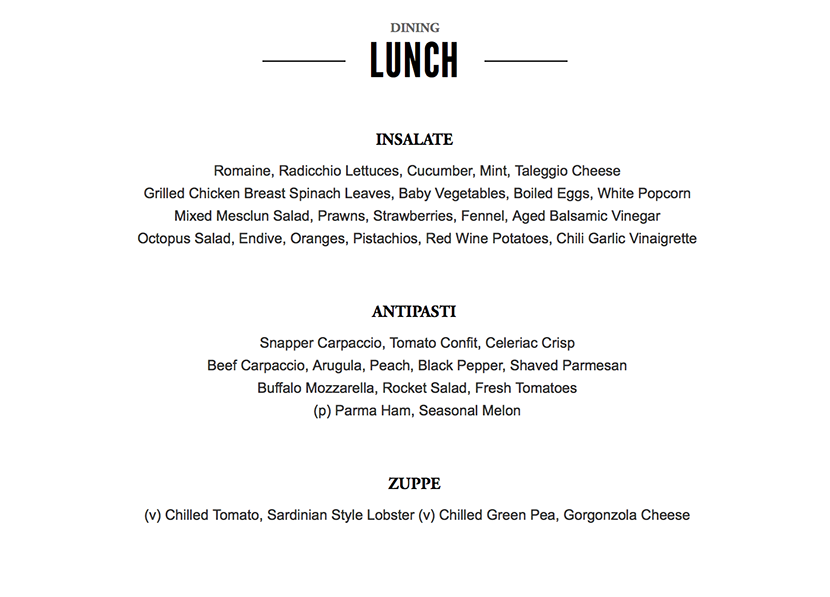 DINING
LUNCH
INSALATE
Romaine, Radicchio Lettuces, Cucumber, Mint, Taleggio Cheese
Grilled Chicken Breast Spinach Leaves, Baby Vegetables, Boiled Eggs, White Popcorn
Mixed Mesclun Salad, Prawns, Strawberries, Fennel, Aged Balsamic Vinegar
Octopus Salad, Endive, Oranges, Pistachios, Red Wine Potatoes, Chili Garlic Vinaigrette
ANTIPASTI
Snapper Carpaccio, Tomato Confit, Celeriac Crisp
Beef Carpaccio, Arugula, Peach, Black Pepper, Shaved Parmesan
Buffalo Mozzarella, Rocket Salad, Fresh Tomatoes
(p) Parma Ham, Seasonal Melon
ZUPPE
(v) Chilled Tomato, Sardinian Style Lobster (v) Chilled Green Pea, Gorgonzola Cheese